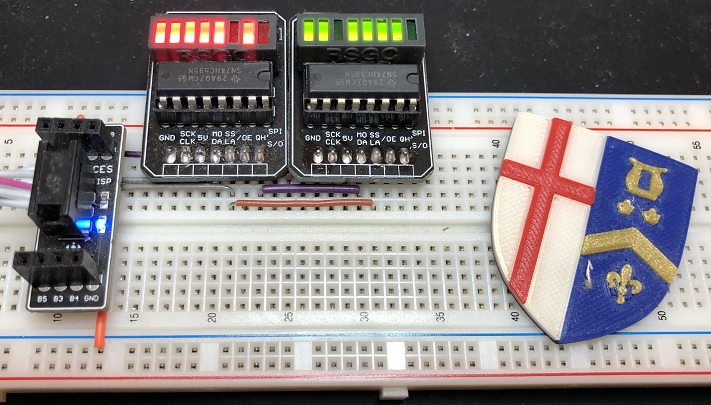 RSGC
RSGC
SN74HC595N
SN74HC595N
GND SCK CLK 5V MO DA SS LA /OE QH' SPI S/O
GND SCK CLK 5V MO DA SS LA /OE QH' SPI S/O
CES
ISP
B5 B3 B4 GND
5
10
20
25
30
35
40
45
50
40
55